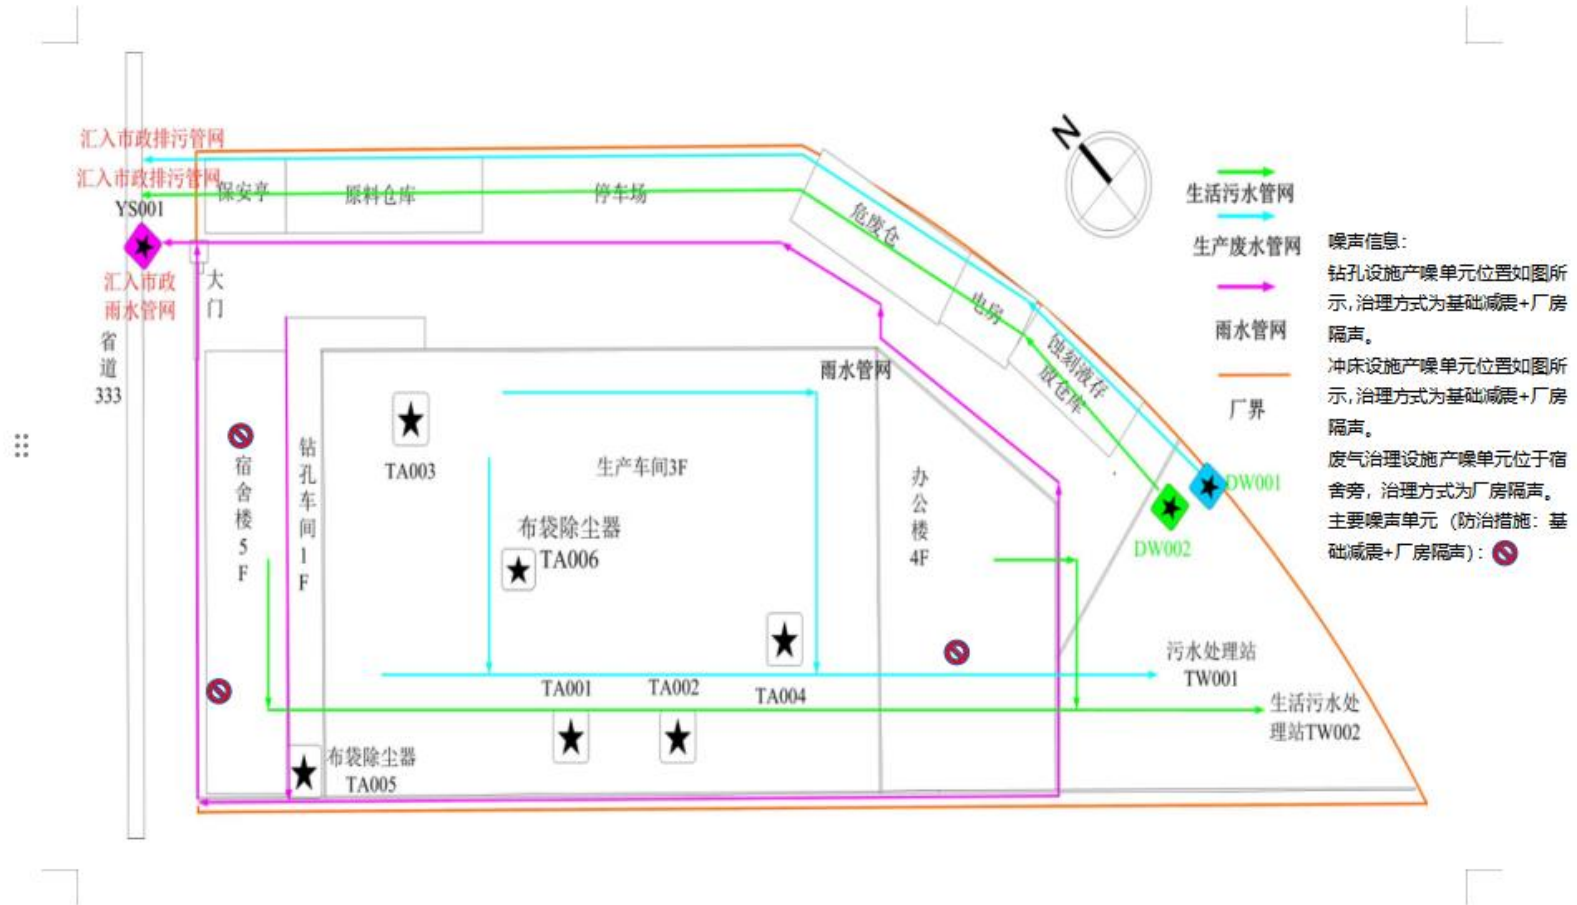 汇入市政排污管网
汇入市政排污管网
YS001
汇入市政
雨水管网
省道
333
大门
保安亭
原料仓库
停车场
危废仓
电房
蚀刻液存
放仓库
N
雨水管网
宿舍楼5F
钻孔车间1F
TA003
生产车间3F
布袋除尘器
TA006
办公楼
4F
TA001
TA002
TA004
布袋除尘器
TA005
DW001
DW002
污水处理站
TW001
生活污水处
理站TW002
生活污水管网
生产废水管网
雨水管网
厂界
噪声信息：
钻孔设施产噪单元位置如图所
示，治理方式为基础减震+厂房
隔声。
冲床设施产噪单元位置如图所
示，治理方式为基础减震+厂房
隔声。
废气治理设施产噪单元位于宿
舍旁，治理方式为厂房隔声。
主要噪声单元（防治措施：基
础减震+厂房隔声）：